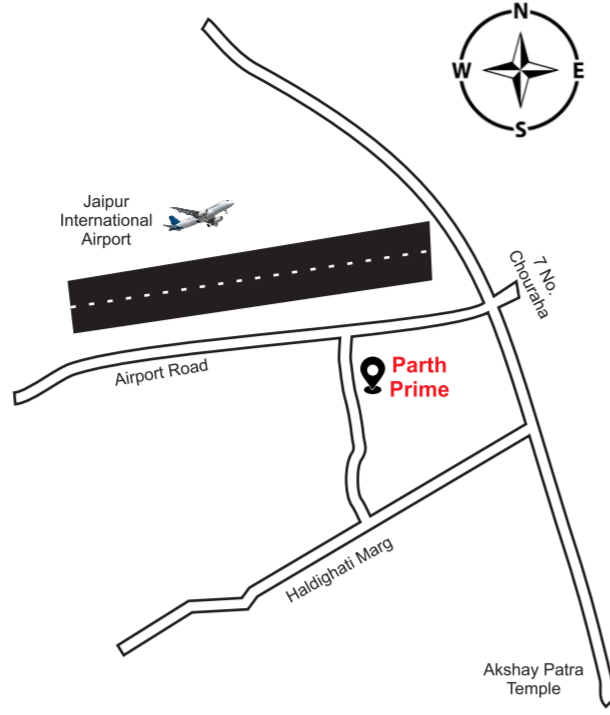 N
W
E
S
Jaipur
International
Airport
7 No.
Chouraha
Airport Road
Parth
Prime
Haldighati Marg
Akshay Patra
Temple